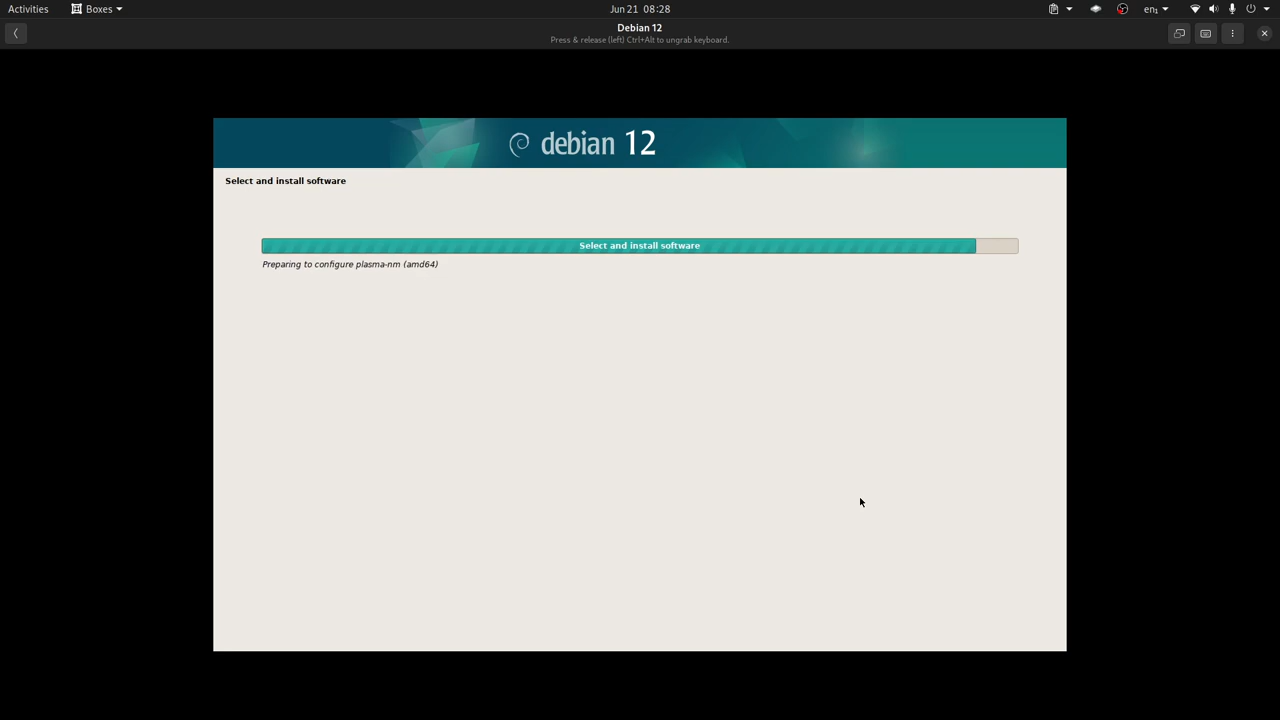 Activities
Boxes
Jun 21 08:28
en₁
Debian 12
Press & release (left) Ctrl+Alt to ungrab keyboard.
debian 12
Select and install software
Select and install software
Preparing to configure plasma-nm (amd64)